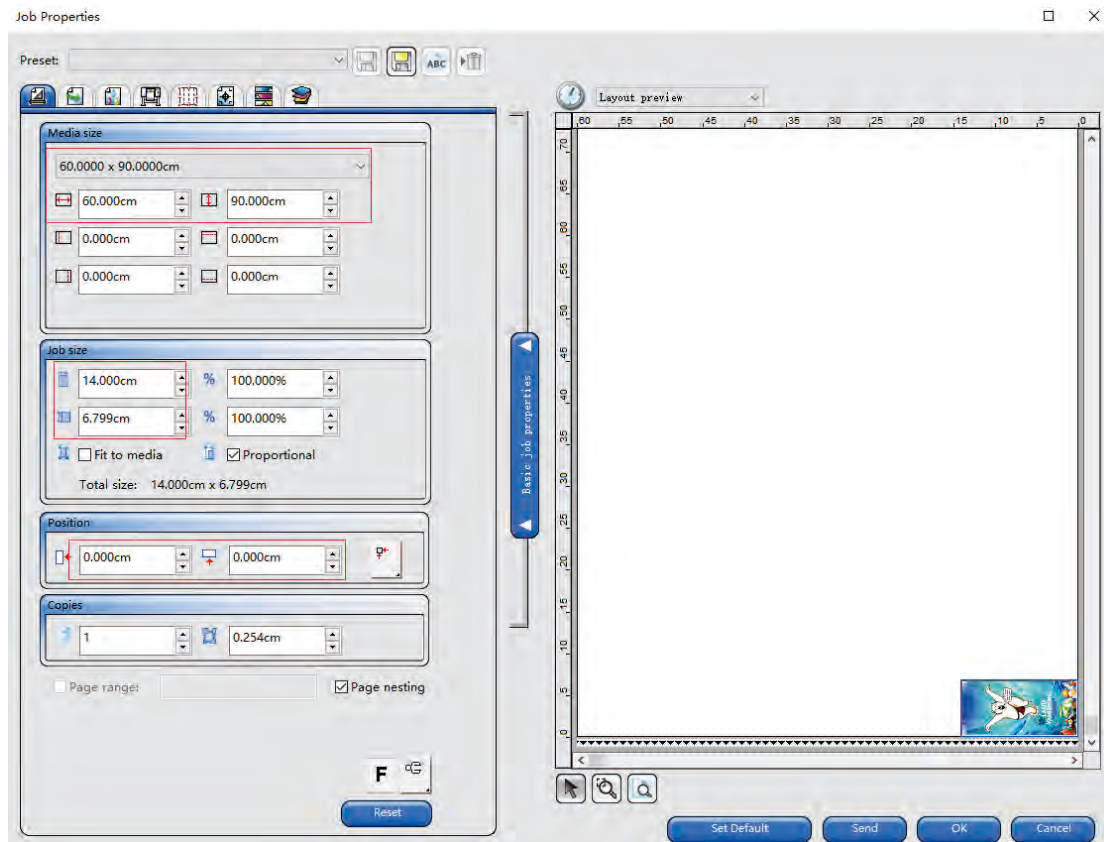 Job Properties
Preset:
ABC
Layout preview
Media size
60.0000 x 90.0000cm
60.000cm 90.000cm
0.000cm 0.000cm
0.000cm 0.000cm
Job size
14.000cm % 100.000%
6.799cm % 100.000%
Fit to media Proportional
Total size: 14.000cm x 6.799cm
Position
0.000cm 0.000cm
Copies
1 0.254cm
Page range: Page nesting
F
Reset
Basic job properties
60 55 50 45 40 35 30 25 20 15 10 5 0
70
65
60
55
50
45
40
35
30
25
20
15
10
5
0
Set Default Send OK Cancel